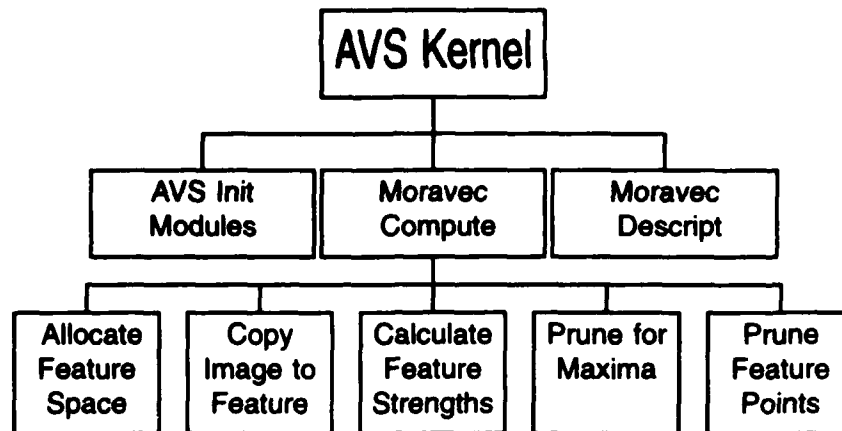 AVS Kernel
AVS Init
Modules
Moravec
Compute
Moravec
Descript
Allocate
Feature
Space
Copy
Image to
Feature
Calculate
Feature
Strengths
Prune for
Maxima
Prune
Feature
Points